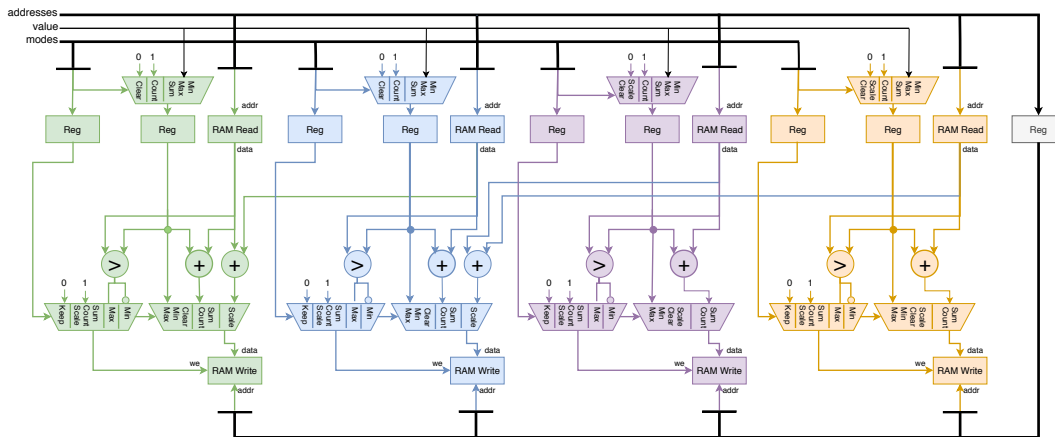 addresses
value
modes
0 1
Clear
Count
Sum
Max
Min
0 1
Clear
Count
Sum
Max
Min
0 1
Clear
Scale
Count
Sum
Max
Min
0 1
Clear
Scale
Count
Sum
Max
Min
addr
addr
addr
addr
Reg
Reg
RAM Read
Reg
Reg
RAM Read
Reg
Reg
RAM Read
Reg
Reg
RAM Read
Reg
data
data
data
data
> + +
> + +
> +
> +
0 1
Keep
Scale
Count
Sum
Max
Min
Max
Min
Clear
Count
Sum
Scale
0 1
Keep
Scale
Count
Sum
Max
Min
Max
Min
Clear
Count
Sum
Scale
0 1
Keep
Scale
Count
Sum
Max
Min
Max
Min
Clear
Scale
Count
Sum
0 1
Keep
Scale
Count
Sum
Max
Min
Max
Min
Clear
Scale
Count
Sum
data
data
data
data
we
RAM Write
we
RAM Write
we
RAM Write
we
RAM Write
addr
addr
addr
addr